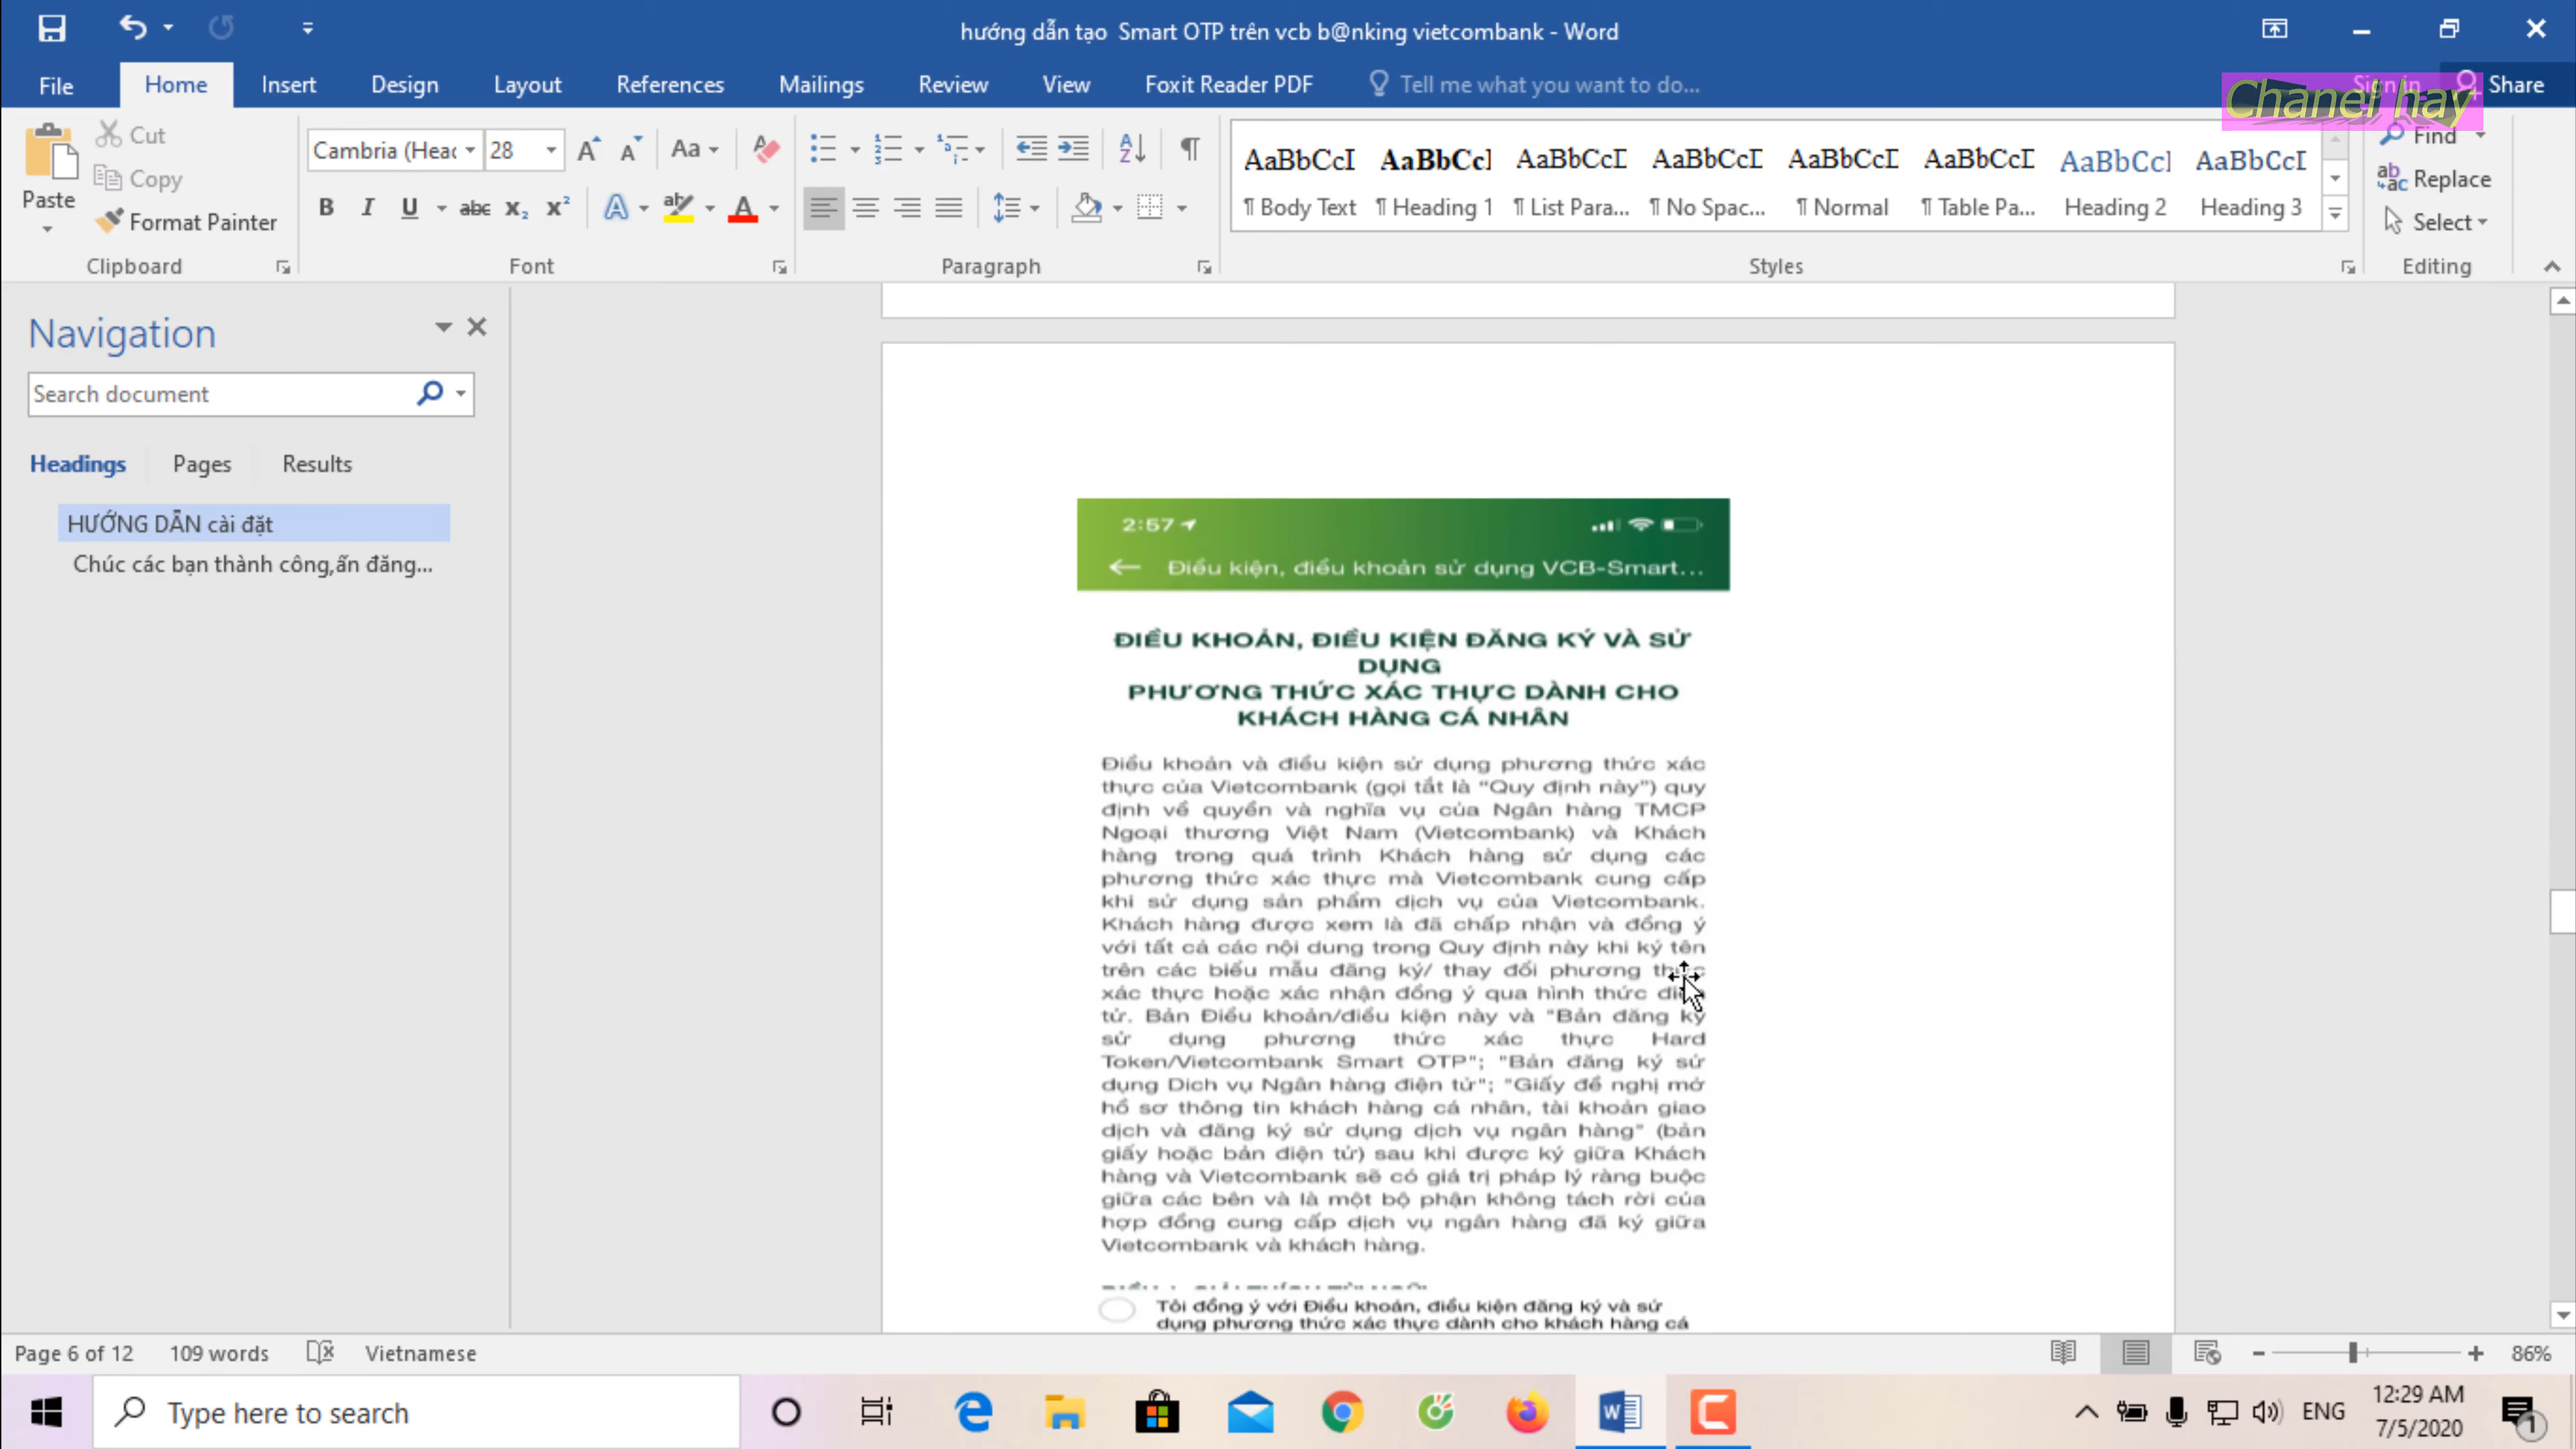 hướng dẫn tạo  Smart OTP trên vcb b@nking vietcombank - Word
File Home Insert Design Layout References Mailings Review View Foxit Reader PDF Tell me what you want to do... Sign in Share
Chanel hay
Paste Cut Copy Format Painter
Cambria (Head 28 Aa
B I U abc
AaBbCcI AaBbCcI AaBbCcI AaBbCcI AaBbCcI AaBbCcI AaBbCcI AaBbCcI
¶ Body Text ¶ Heading 1 ¶ List Para... ¶ No Spac... ¶ Normal ¶ Table Pa... Heading 2 Heading 3
Find
Replace
Select
Clipboard Font Paragraph Styles Editing
Navigation
Search document
Headings Pages Results
HƯỚNG DẪN cài đặt
Chúc các bạn thành công,ấn đăng...
2:57
Điều kiện, điều khoản sử dụng VCB-Smart...
ĐIỀU KHOẢN, ĐIỀU KIỆN ĐĂNG KÝ VÀ SỬ
DỤNG
PHƯƠNG THỨC XÁC THỰC DÀNH CHO
KHÁCH HÀNG CÁ NHÂN
Điều khoản và điều kiện sử dụng phương thức xác
thực của Vietcombank (gọi tắt là “Quy định này”) quy
định về quyền và nghĩa vụ của Ngân hàng TMCP
Ngoại thương Việt Nam (Vietcombank) và Khách
hàng trong quá trình Khách hàng sử dụng các
phương thức xác thực mà Vietcombank cung cấp
khi sử dụng sản phẩm dịch vụ của Vietcombank.
Khách hàng được xem là đã chấp nhận và đồng ý
với tất cả các nội dung trong Quy định này khi ký tên
trên các biểu mẫu đăng ký/ thay đổi phương thức
xác thực hoặc xác nhận đồng ý qua hình thức điện
tử. Bản Điều khoản/điều kiện này và "Bản đăng ký
sử dụng phương thức xác thực Hard
Token/Vietcombank Smart OTP"; "Bản đăng ký sử
dụng Dich vụ Ngân hàng điện tử"; "Giấy đề nghị mở
hồ sơ thông tin khách hàng cá nhân, tài khoản giao
dịch và đăng ký sử dụng dịch vụ ngân hàng" (bản
giấy hoặc bản điện tử) sau khi được ký giữa Khách
hàng và Vietcombank sẽ có giá trị pháp lý ràng buộc
giữa các bên và là một bộ phận không tách rời của
hợp đồng cung cấp dịch vụ ngân hàng đã ký giữa
Vietcombank và khách hàng.
Tôi đồng ý với Điều khoản, điều kiện đăng ký và sử
dụng phương thức xác thực dành cho khách hàng cá
Page 6 of 12 109 words Vietnamese 86%
Type here to search
ENG
12:29 AM
7/5/2020
1